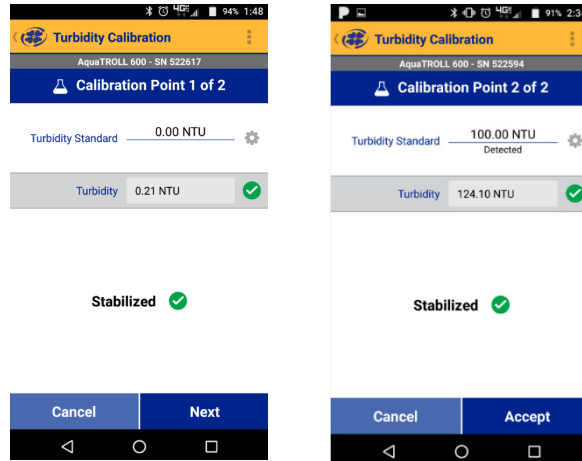 4G 94% 1:48
Turbidity Calibration
AquaTROLL 600 - SN 522617
Calibration Point 1 of 2
Turbidity Standard 0.00 NTU
Turbidity 0.21 NTU
Stabilized
Cancel Next
91% 2:3
Turbidity Calibration
AquaTROLL 600 - SN 522594
Calibration Point 2 of 2
Turbidity Standard 100.00 NTU
Detected
Turbidity 124.10 NTU
Stabilized
Cancel Accept